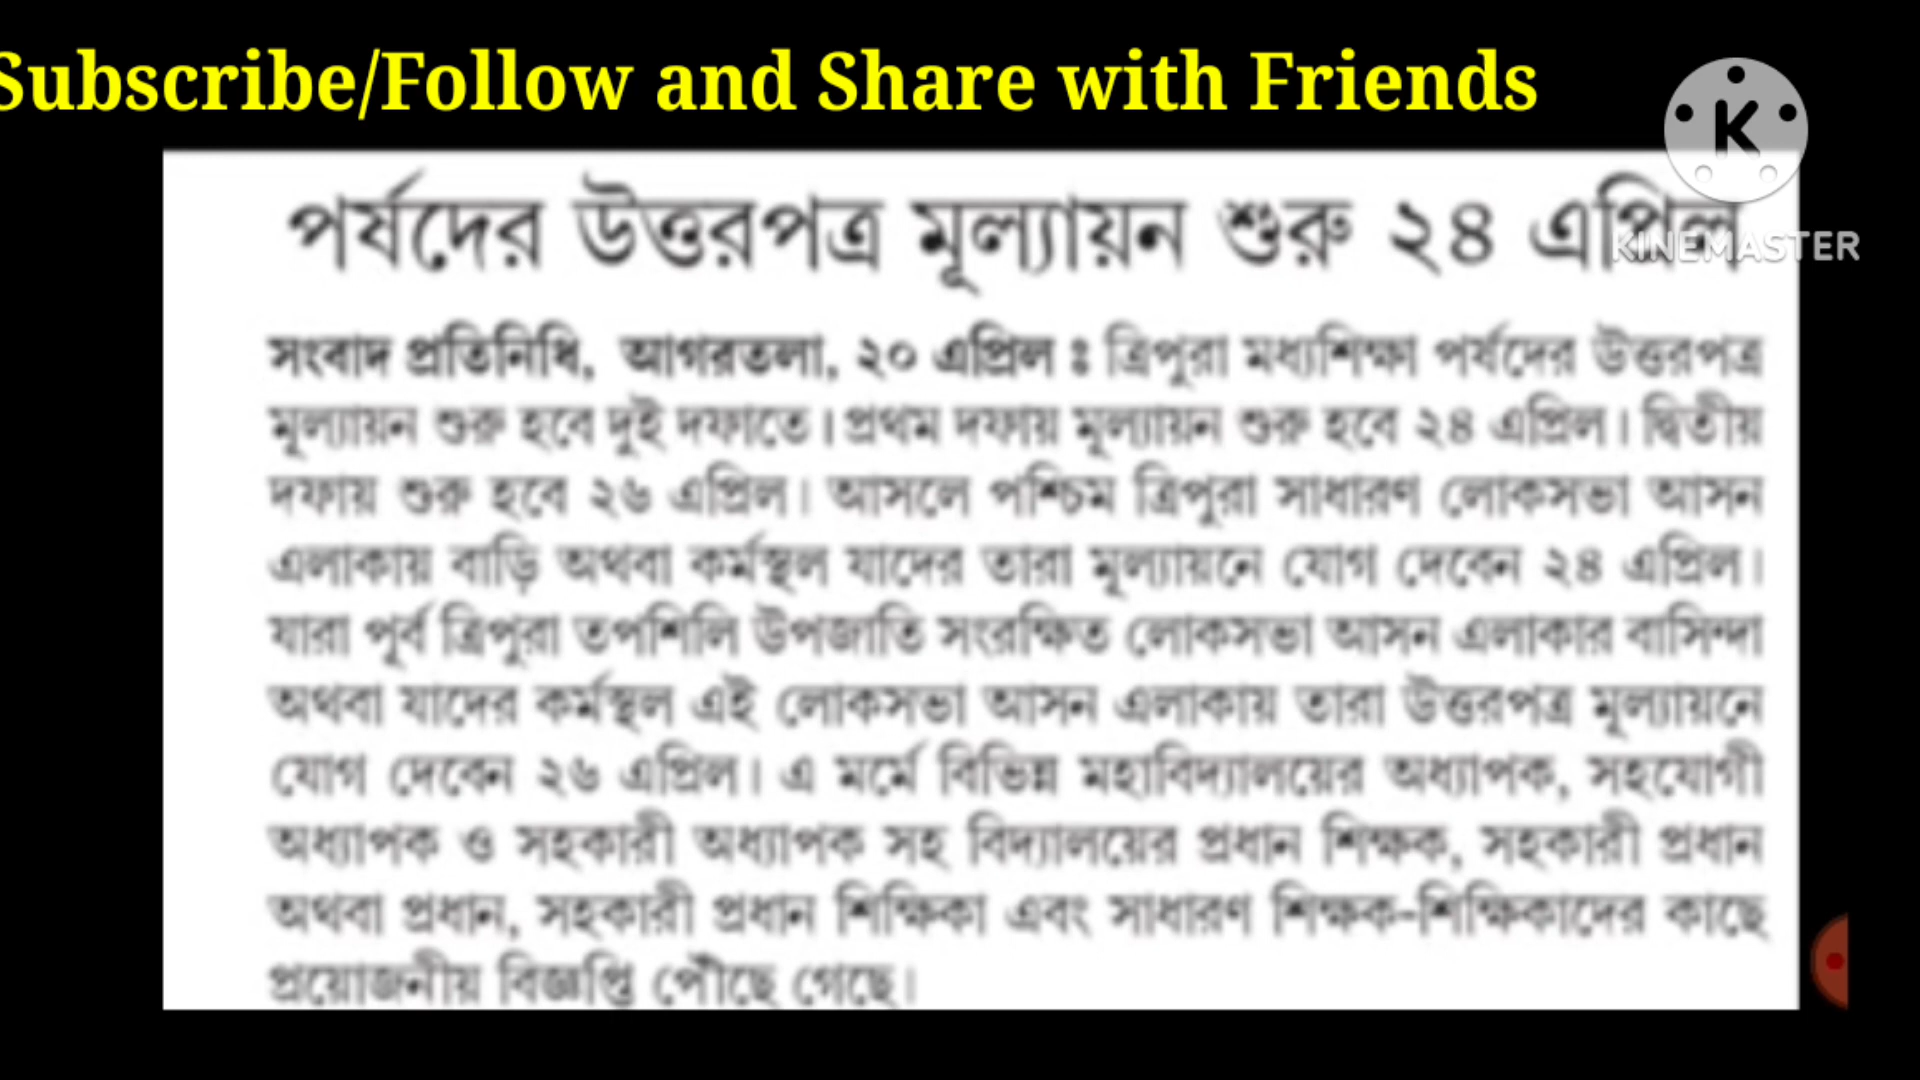 Subscribe/Follow and Share with Friends
K
KINEMASTER
পর্ষদের উত্তরপত্র মূল্যায়ন শুরু ২৪ এপ্রিল
সংবাদ প্রতিনিধি, আগরতলা, ২০ এপ্রিল ঃ ত্রিপুরা মধ্যশিক্ষা পর্ষদের উত্তরপত্র
মূল্যায়ন শুরু হবে দুই দফাতে। প্রথম দফায় মূল্যায়ন শুরু হবে ২৪ এপ্রিল। দ্বিতীয়
দফায় শুরু হবে ২৬ এপ্রিল। আসলে পশ্চিম ত্রিপুরা সাধারণ লোকসভা আসন
এলাকায় বাড়ি অথবা কর্মস্থল যাদের তারা মূল্যায়নে যোগ দেবেন ২৪ এপ্রিল।
যারা পূর্ব ত্রিপুরা তপশিলি উপজাতি সংরক্ষিত লোকসভা আসন এলাকার বাসিন্দা
অথবা যাদের কর্মস্থল এই লোকসভা আসন এলাকায় তারা উত্তরপত্র মূল্যায়নে
যোগ দেবেন ২৬ এপ্রিল। এ মর্মে বিভিন্ন মহাবিদ্যালয়ের অধ্যাপক, সহযোগী
অধ্যাপক ও সহকারী অধ্যাপক সহ বিদ্যালয়ের প্রধান শিক্ষক, সহকারী প্রধান
অথবা প্রধান, সহকারী প্রধান শিক্ষিকা এবং সাধারণ শিক্ষক-শিক্ষিকাদের কাছে
প্রয়োজনীয় বিজ্ঞপ্তি পৌঁছে গেছে।